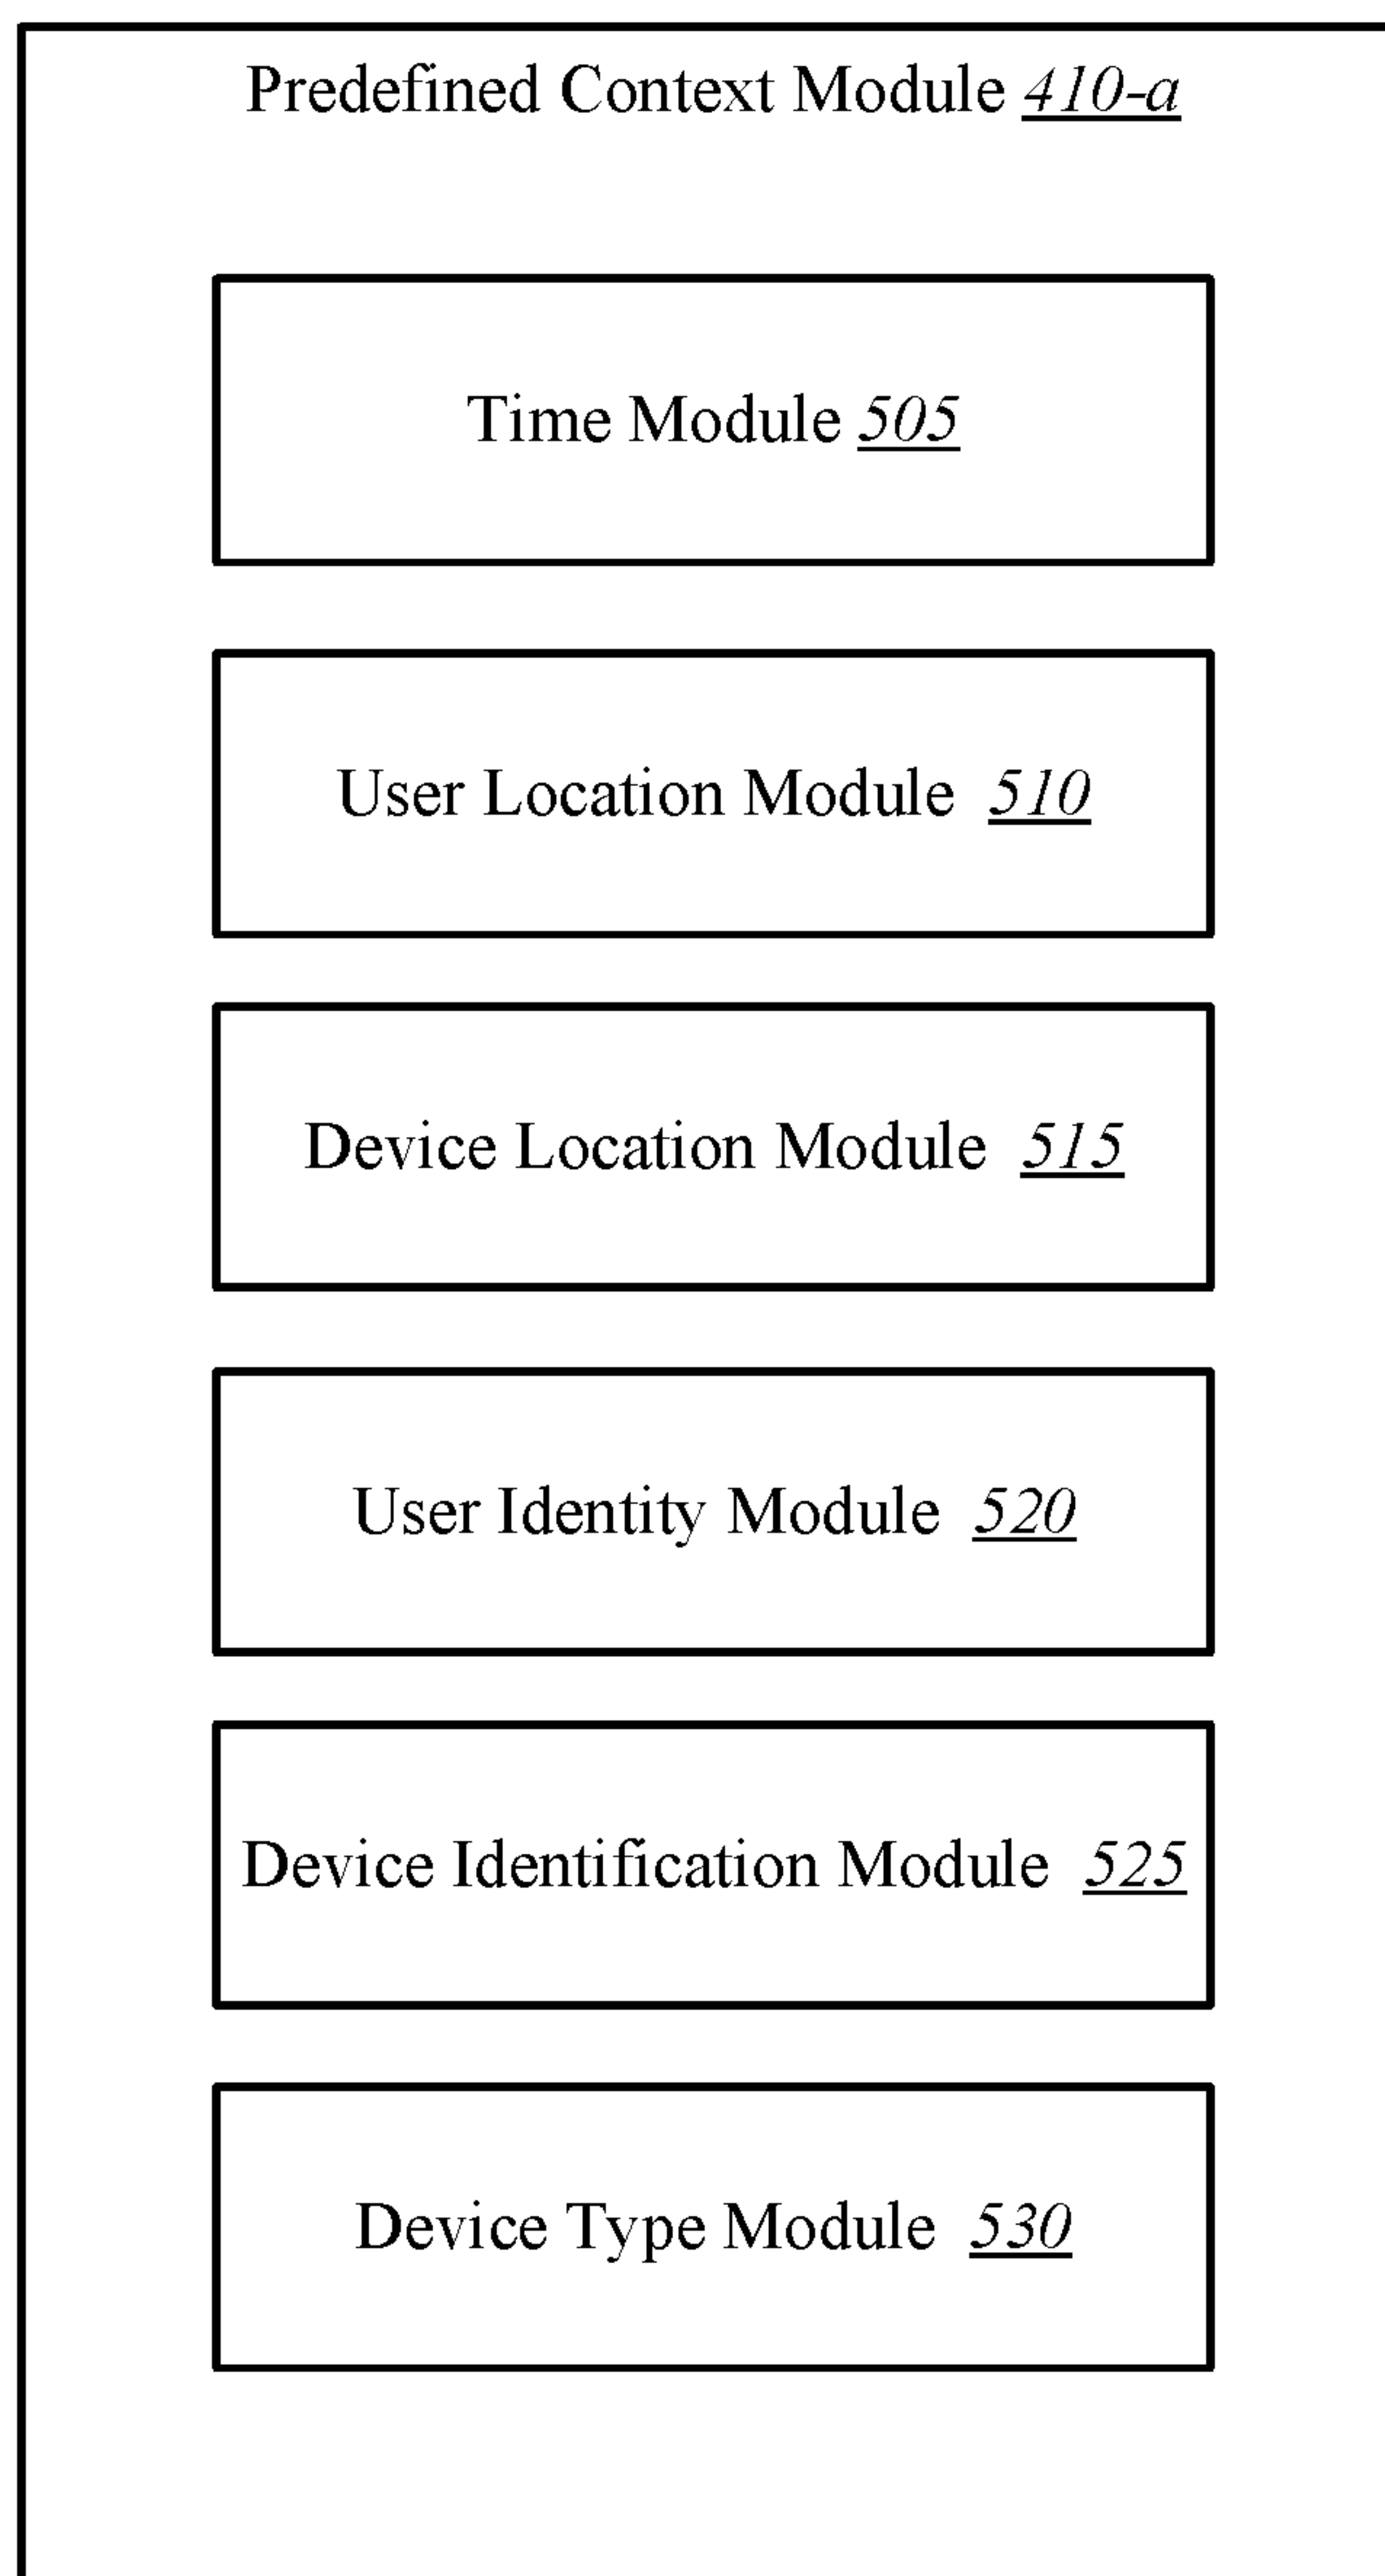 Predefined Context Module 410-a
Time Module 505
User Location Module 510
Device Location Module 515
User Identity Module 520
Device Identification Module 525
Device Type Module 530